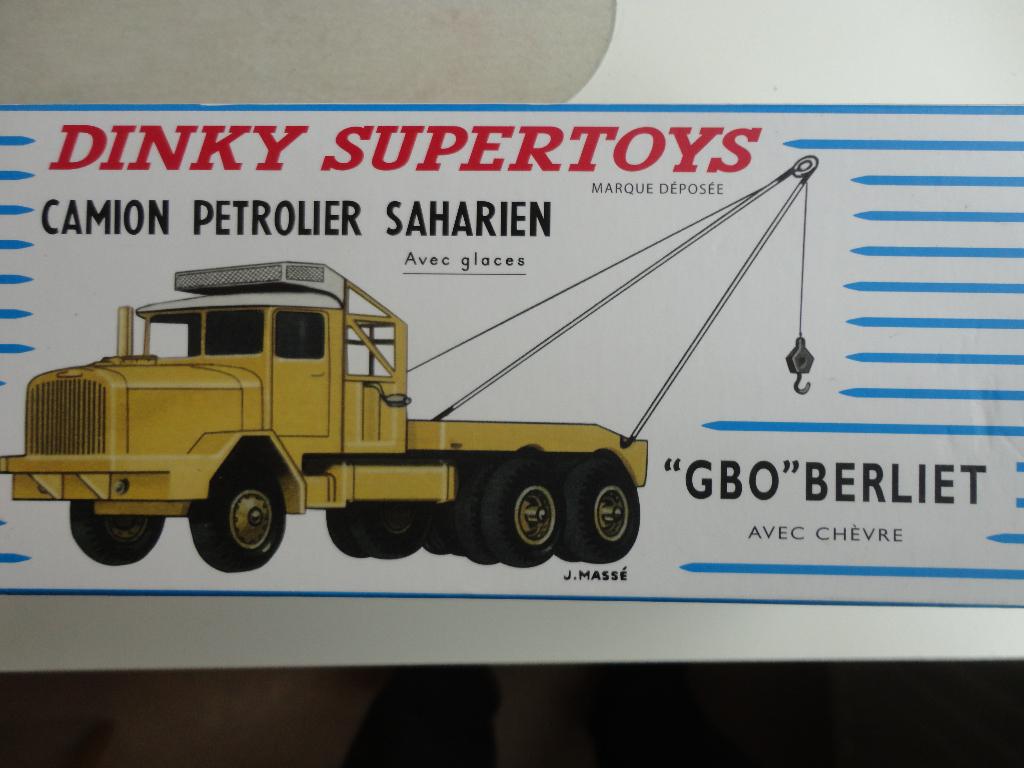 DINKY SUPERTOYS
MARQUE DÉPOSÉE
CAMION PETROLIER SAHARIEN
Avec glaces
“GBO” BERLIET
AVEC CHÈVRE
J. MASSÉ